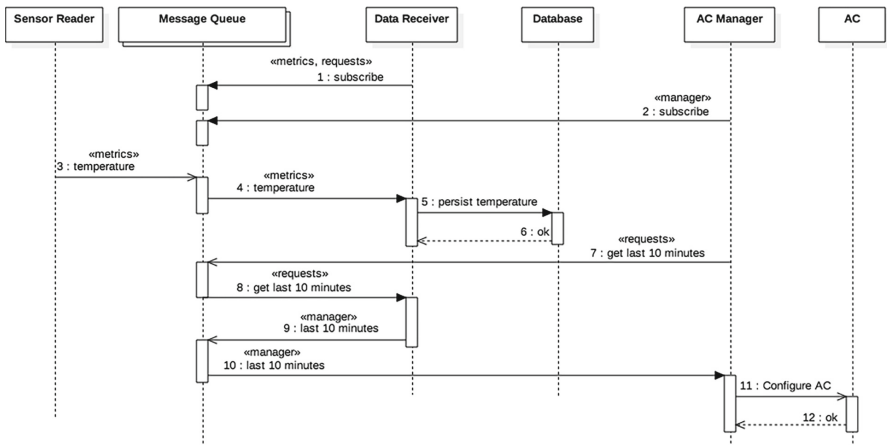 Sensor Reader
Message Queue
Data Receiver
Database
AC Manager
AC
«metrics, requests»
1 : subscribe
«manager»
2 : subscribe
«metrics»
3 : temperature
«metrics»
4 : temperature
5 : persist temperature
6 : ok
«requests»
7 : get last 10 minutes
«requests»
8 : get last 10 minutes
«manager»
9 : last 10 minutes
«manager»
10 : last 10 minutes
11 : Configure AC
12 : ok